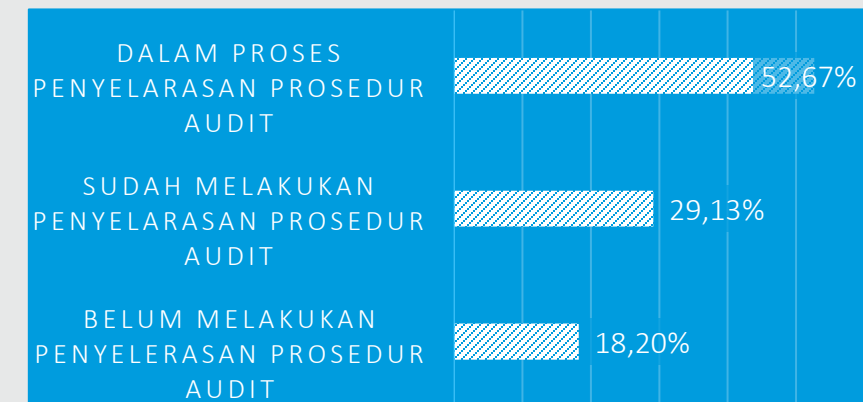 DALAM PROSES
PENYELARASAN PROSEDUR
AUDIT
52,67%
SUDAH MELAKUKAN
PENYELARASAN PROSEDUR
AUDIT
29,13%
BELUM MELAKUKAN
PENYELERASAN PROSEDUR
AUDIT
18,20%